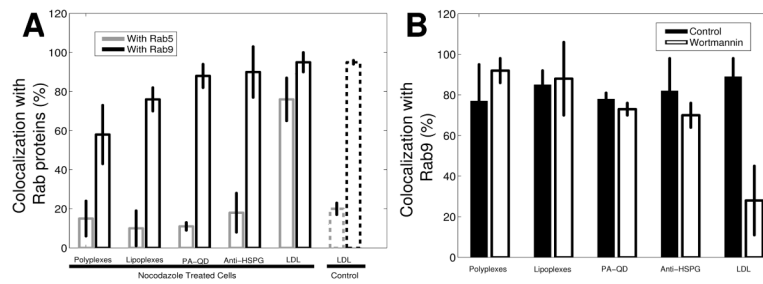 A
With Rab5
With Rab9
Colocalization with
Rab proteins (%)
120
100
80
60
40
20
0
Polyplexes Lipoplexes PA-QD Anti-HSPG LDL LDL
Nocodazole Treated Cells Control
B
Control
Wortmannin
Colocalization with
Rab9 (%)
120
100
80
60
40
20
0
Polyplexes Lipoplexes PA-QD Anti-HSPG LDL